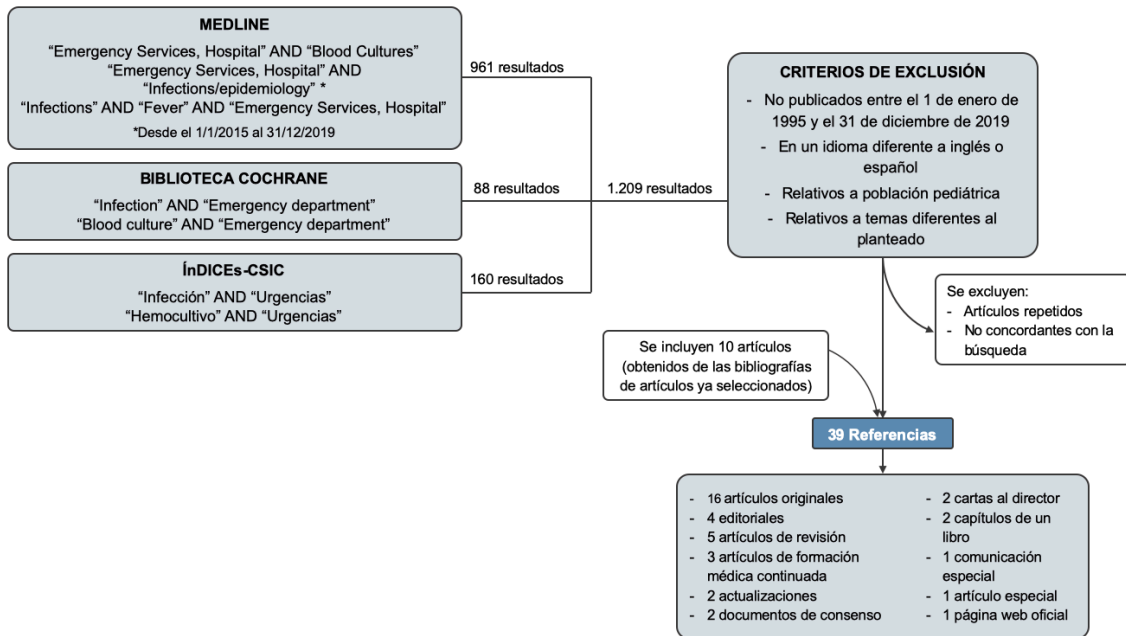 MEDLINE
“Emergency Services, Hospital” AND “Blood Cultures”
“Emergency Services, Hospital” AND
“Infections/epidemiology” *
“Infections” AND “Fever” AND “Emergency Services, Hospital”
*Desde el 1/1/2015 al 31/12/2019
961 resultados
BIBLIOTECA COCHRANE
“Infection” AND “Emergency department”
“Blood culture” AND “Emergency department”
88 resultados
ÍnDICEs-CSIC
“Infección” AND “Urgencias”
“Hemocultivo” AND “Urgencias”
160 resultados
1.209 resultados
CRITERIOS DE EXCLUSIÓN
- No publicados entre el 1 de enero de
1995 y el 31 de diciembre de 2019
- En un idioma diferente a inglés o
español
- Relativos a población pediátrica
- Relativos a temas diferentes al
planteado
Se excluyen:
- Artículos repetidos
- No concordantes con la
búsqueda
Se incluyen 10 artículos
(obtenidos de las bibliografías
de artículos ya seleccionados)
39 Referencias
- 16 artículos originales
- 4 editoriales
- 5 artículos de revisión
- 3 artículos de formación
médica continuada
- 2 actualizaciones
- 2 documentos de consenso
- 2 cartas al director
- 2 capítulos de un
libro
- 1 comunicación
especial
- 1 artículo especial
- 1 página web oficial